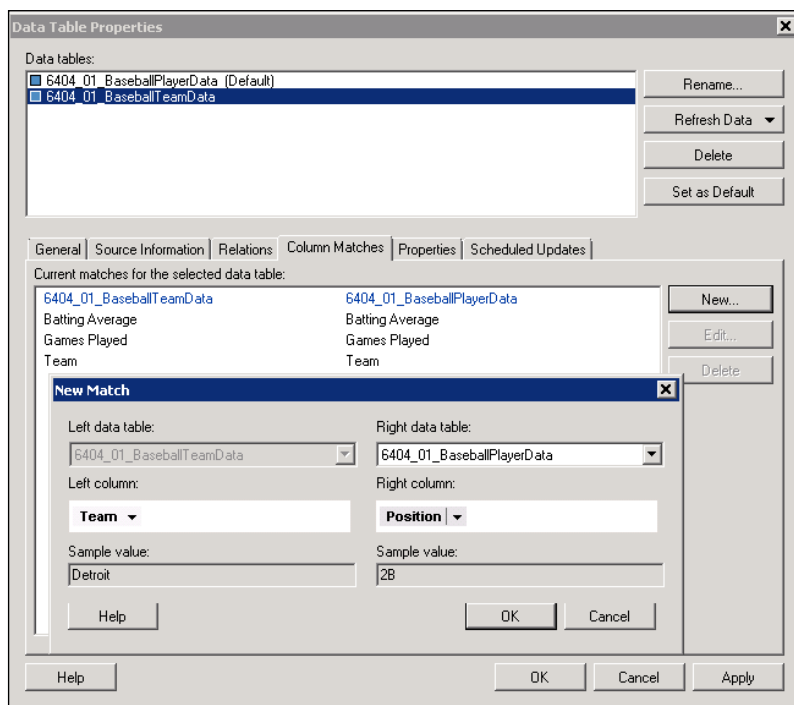 Data Table Properties
Data tables:
6404_01_BaseballPlayerData (Default)
6404_01_BaseballTeamData
Rename...
Refresh Data
Delete
Set as Default
General Source Information Relations Column Matches Properties Scheduled Updates
Current matches for the selected data table:
6404_01_BaseballTeamData 6404_01_BaseballPlayerData
Batting Average Batting Average
Games Played Games Played
Team Team
New...
Edit...
Delete
New Match
Left data table: Right data table:
6404_01_BaseballTeamData 6404_01_BaseballPlayerData
Left column: Right column:
Team Position
Sample value: Sample value:
Detroit 2B
Help OK Cancel
Help OK Cancel Apply